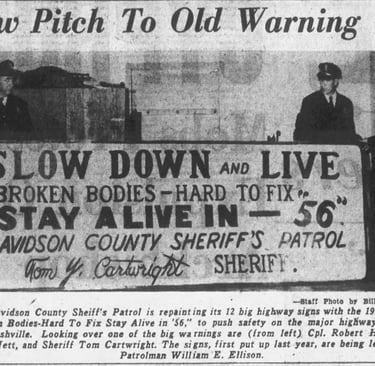 w Pitch To Old Warning
SLOW DOWN AND LIVE
BROKEN BODIES-HARD TO FIX
STAY ALIVE IN - "56"
AVIDSON COUNTY SHERIFF'S PATROL
Tom Y. Cartwright SHERIFF.
—Staff Photo by Bill
vidson County Sheiff's Patrol is repainting its 12 big highway signs with the 19
n Bodies-Hard To Fix Stay Alive in '56," to push safety on the major highway
shville. Looking over one of the big warnings are (from left) Cpl. Robert H
fett, and Sheriff Tom Cartwright. The signs, first put up last year, are being le
Patrolman William E. Ellison.